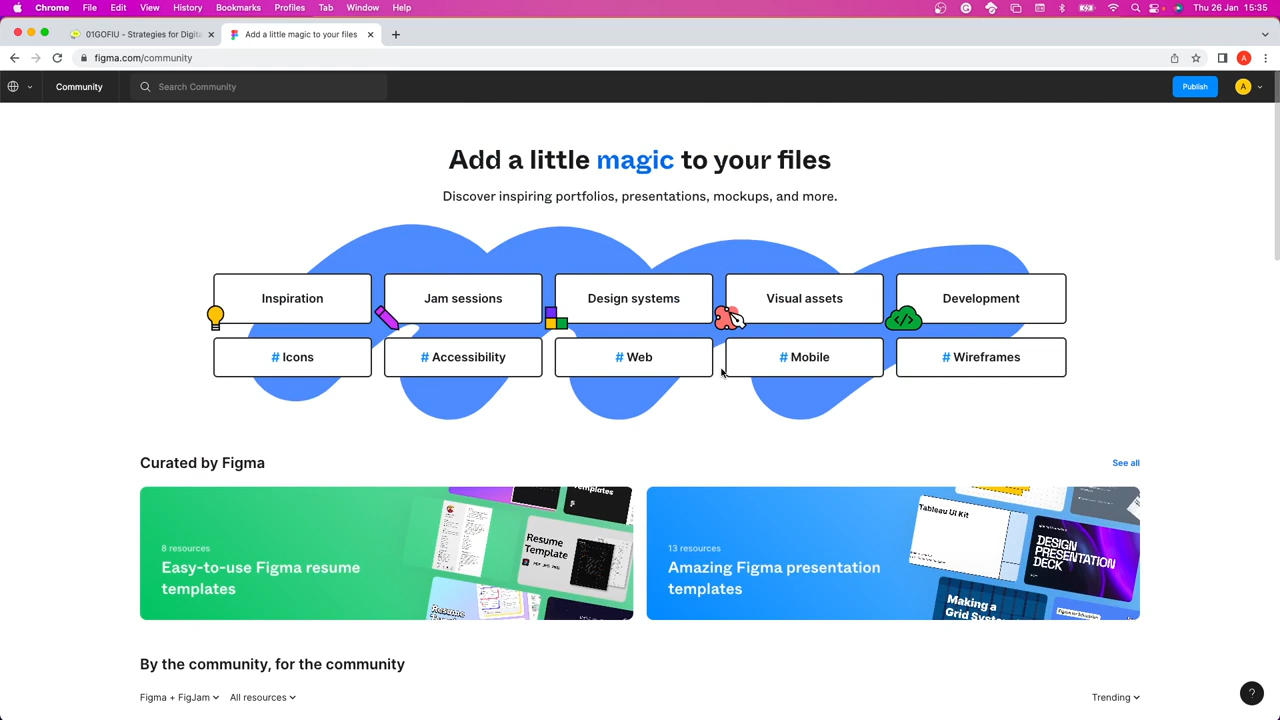 Chrome File Edit View History Bookmarks Profiles Tab Window Help
Thu 26 Jan 15:35
01GOFIU - Strategies for Digita
Add a little magic to your files
figma.com/community
A
Community
Search Community
Publish
A
Add a little magic to your files
Discover inspiring portfolios, presentations, mockups, and more.
Inspiration
Jam sessions
Design systems
Visual assets
Development
# Icons
# Accessibility
# Web
# Mobile
# Wireframes
Curated by Figma
See all
8 resources
Easy-to-use Figma resume
templates
Templates
Resume
Template
13 resources
Amazing Figma presentation
templates
Tableau UI Kit
DESIGN
PRESENTATION
DECK
Making a
Grid System
By the community, for the community
Figma + FigJam
All resources
Trending
?